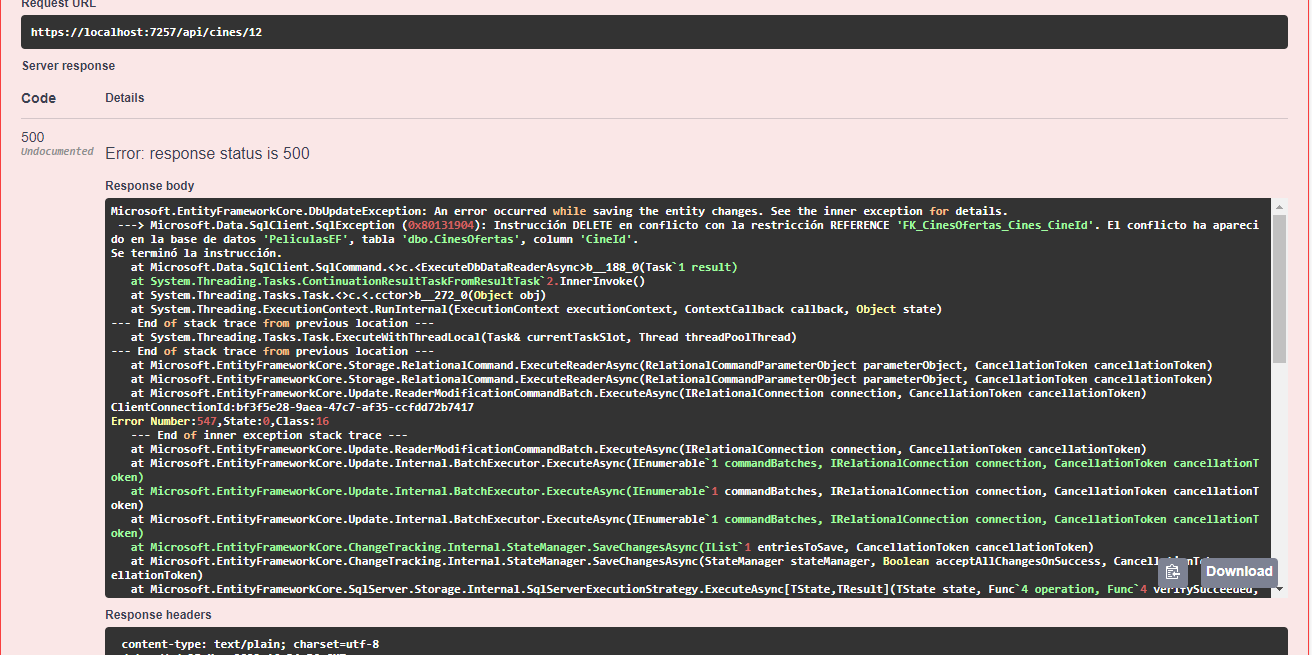 Request URL
https://localhost:7257/api/cines/12
Server response
Code Details
500
Undocumented
Error: response status is 500
Response body
Microsoft.EntityFrameworkCore.DbUpdateException: An error occurred while saving the entity changes. See the inner exception for details.
---> Microsoft.Data.SqlClient.SqlException (0x80131904): Instrucción DELETE en conflicto con la restricción REFERENCE 'FK_CinesOfertas_Cines_CineId'. El conflicto ha apareci
do en la base de datos 'PeliculasEF', tabla 'dbo.CinesOfertas', column 'CineId'.
Se terminó la instrucción.
at Microsoft.Data.SqlClient.SqlCommand.<>c.<ExecuteDbDataReaderAsync>b__188_0(Task`1 result)
at System.Threading.Tasks.ContinuationResultTaskFromResultTask`2.InnerInvoke()
at System.Threading.Tasks.Task.<>c.<.cctor>b__272_0(Object obj)
at System.Threading.ExecutionContext.RunInternal(ExecutionContext executionContext, ContextCallback callback, Object state)
--- End of stack trace from previous location ---
at System.Threading.Tasks.Task.ExecuteWithThreadLocal(Task& currentTaskSlot, Thread threadPoolThread)
--- End of stack trace from previous location ---
at Microsoft.EntityFrameworkCore.Storage.RelationalCommand.ExecuteReaderAsync(RelationalCommandParameterObject parameterObject, CancellationToken cancellationToken)
at Microsoft.EntityFrameworkCore.Storage.RelationalCommand.ExecuteReaderAsync(RelationalCommandParameterObject parameterObject, CancellationToken cancellationToken)
at Microsoft.EntityFrameworkCore.Update.ReaderModificationCommandBatch.ExecuteAsync(IRelationalConnection connection, CancellationToken cancellationToken)
ClientConnectionId:bf3f5e28-9aea-47c7-af35-ccfdd72b7417
Error Number:547,State:0,Class:16
--- End of inner exception stack trace ---
at Microsoft.EntityFrameworkCore.Update.ReaderModificationCommandBatch.ExecuteAsync(IRelationalConnection connection, CancellationToken cancellationToken)
at Microsoft.EntityFrameworkCore.Update.Internal.BatchExecutor.ExecuteAsync(IEnumerable`1 commandBatches, IRelationalConnection connection, CancellationToken cancellationT
oken)
at Microsoft.EntityFrameworkCore.Update.Internal.BatchExecutor.ExecuteAsync(IEnumerable`1 commandBatches, IRelationalConnection connection, CancellationToken cancellationT
oken)
at Microsoft.EntityFrameworkCore.Update.Internal.BatchExecutor.ExecuteAsync(IEnumerable`1 commandBatches, IRelationalConnection connection, CancellationToken cancellationT
oken)
at Microsoft.EntityFrameworkCore.ChangeTracking.Internal.StateManager.SaveChangesAsync(IList`1 entriesToSave, CancellationToken cancellationToken)
at Microsoft.EntityFrameworkCore.ChangeTracking.Internal.StateManager.SaveChangesAsync(StateManager stateManager, Boolean acceptAllChangesOnSuccess,
ellationToken)
at Microsoft.EntityFrameworkCore.SqlServer.Storage.Internal.SqlServerExecutionStrategy.ExecuteAsync[TState,TResult](TState state, Func`4 operation, Func`4 verifySucceeded,
Download
Response headers
content-type: text/plain; charset=utf-8